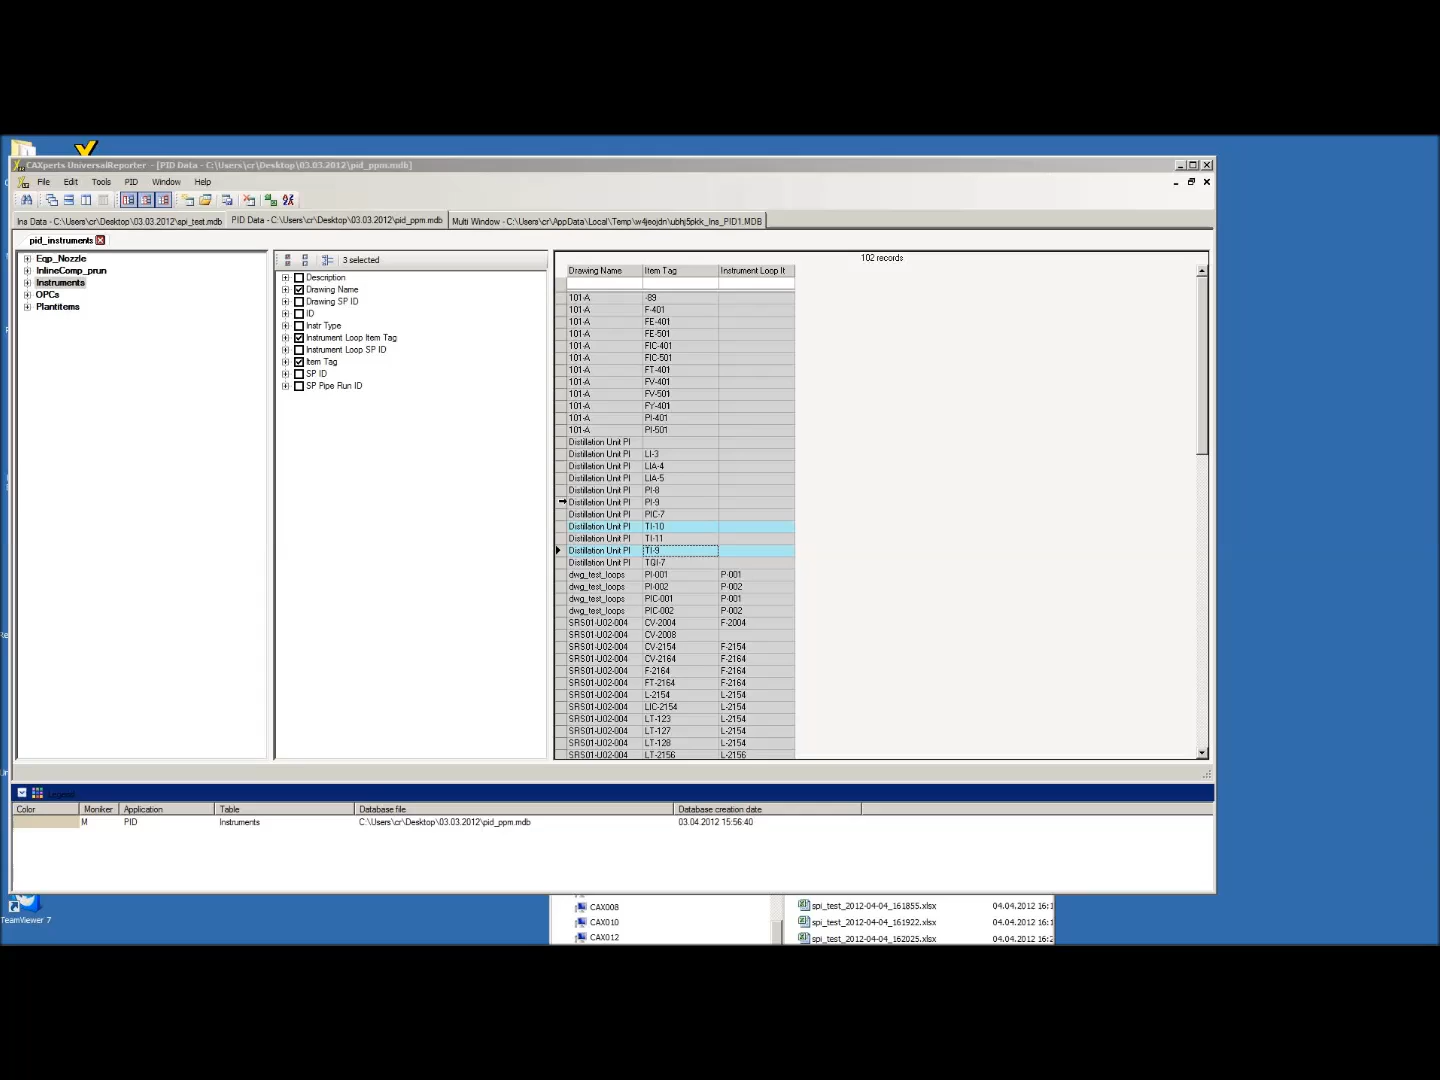 CAXperts UniversalReporter - [PID Data - C:\Users\cr\Desktop\03.03.2012\pid_ppm.mdb]
File Edit Tools PID Window Help
Ins Data - C:\Users\cr\Desktop\03.03.2012\spi_test.mdb PID Data - C:\Users\cr\Desktop\03.03.2012\pid_ppm.mdb Multi Window - C:\Users\cr\AppData\Local\Temp\w4jeojdn\ubhj5pkk_Ins_PID1.MDB
pid_instruments
Eqp_Nozzle
InlineComp_prun
Instruments
OPCs
Plantitems
3 selected
Description
Drawing Name
Drawing SP ID
ID
Instr Type
Instrument Loop Item Tag
Instrument Loop SP ID
Item Tag
SP ID
SP Pipe Run ID
102 records
Drawing Name Item Tag Instrument Loop It
101-A -89
101-A F-401
101-A FE-401
101-A FE-501
101-A FIC-401
101-A FIC-501
101-A FT-401
101-A FV-401
101-A FV-501
101-A FY-401
101-A PI-401
101-A PI-501
Distillation Unit PI
Distillation Unit PI LI-3
Distillation Unit PI LIA-4
Distillation Unit PI LIA-5
Distillation Unit PI PI-8
Distillation Unit PI PI-9
Distillation Unit PI PIC-7
Distillation Unit PI TI-10
Distillation Unit PI TI-11
Distillation Unit PI TI-9
Distillation Unit PI TQI-7
dwg_test_loops PI-001 P-001
dwg_test_loops PI-002 P-002
dwg_test_loops PIC-001 P-001
dwg_test_loops PIC-002 P-002
SRS01-U02-004 CV-2004 F-2004
SRS01-U02-004 CV-2008
SRS01-U02-004 CV-2154 F-2154
SRS01-U02-004 CV-2164 F-2164
SRS01-U02-004 F-2164 F-2164
SRS01-U02-004 FT-2164 F-2164
SRS01-U02-004 L-2154 L-2154
SRS01-U02-004 LIC-2154 L-2154
SRS01-U02-004 LT-123 L-2154
SRS01-U02-004 LT-127 L-2154
SRS01-U02-004 LT-128 L-2154
SRS01-U02-004 LT-2156 L-2156
Legend
Color Moniker Application Table Database file Database creation date
M PID Instruments C:\Users\cr\Desktop\03.03.2012\pid_ppm.mdb 03.04.2012 15:56:40
TeamViewer 7
CAX008 spi_test_2012-04-04_161855.xlsx 04.04.2012 16:1
CAX010 spi_test_2012-04-04_161922.xlsx 04.04.2012 16:1
CAX012 spi_test_2012-04-04_162025.xlsx 04.04.2012 16:2